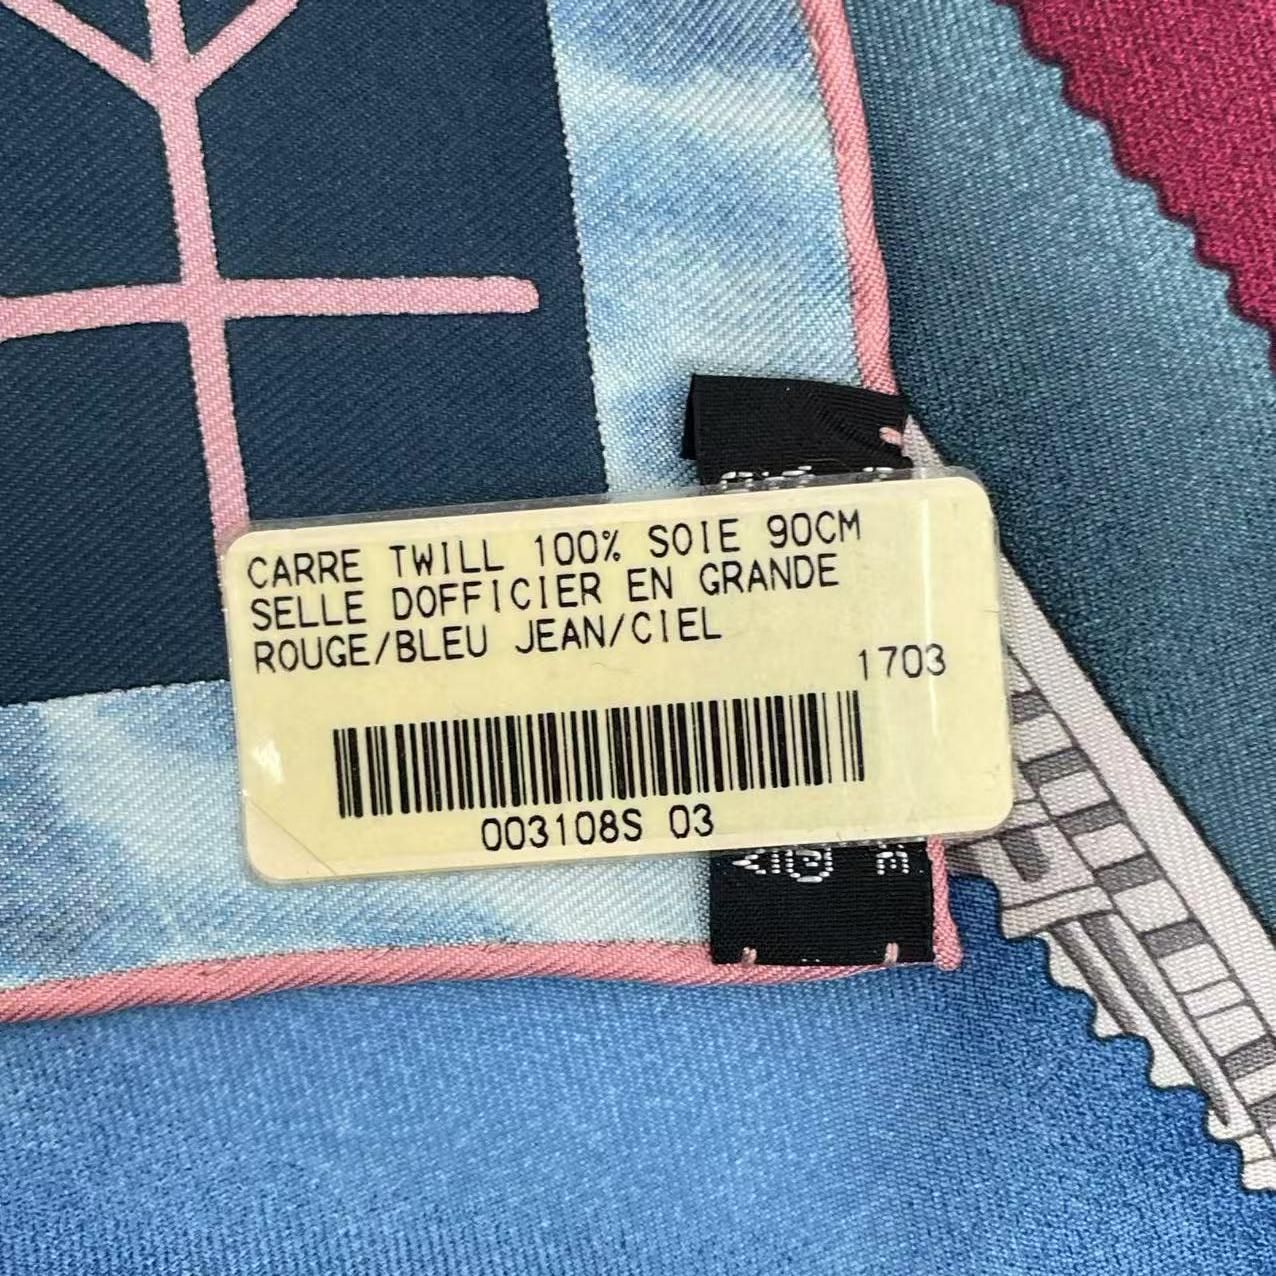 CARRE TWILL 100% SOIE 90CM
SELLE DOFFICIER EN GRANDE
ROUGE/BLEU JEAN/CIEL
1703
003108S 03